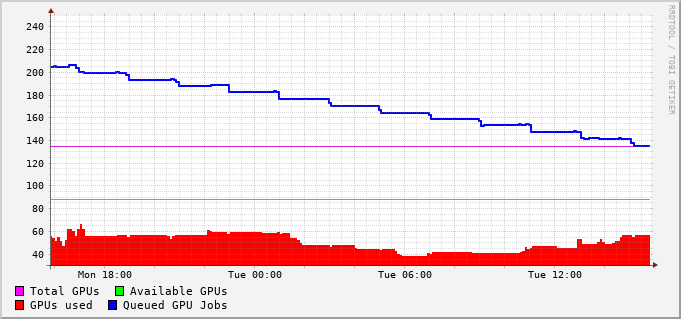 240
220
200
180
160
140
120
100
80
60
40
Mon 18:00 Tue 00:00 Tue 06:00 Tue 12:00
Total GPUs Available GPUs
GPUs used Queued GPU Jobs
RRDTOOL / TOBI OETIKER